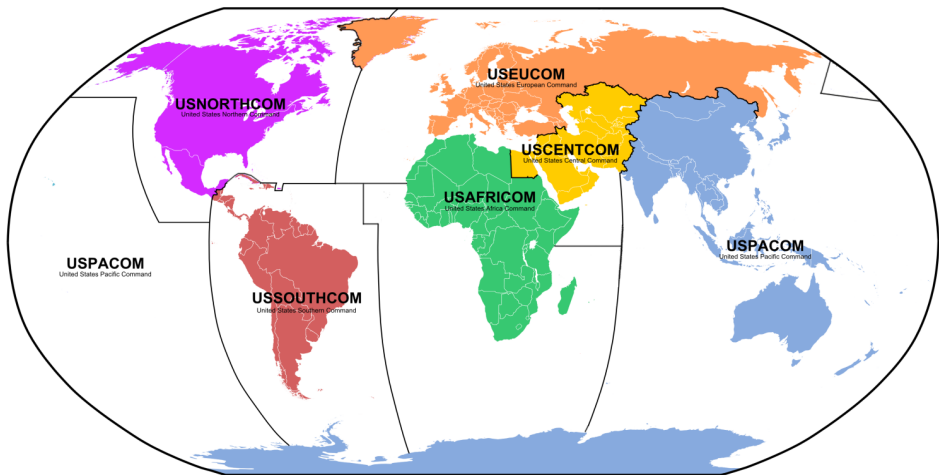 USEUCOM
United States European Command
USNORTHCOM
United States Northern Command
USCENTCOM
United States Central Command
USAFRICOM
United States Africa Command
USPACOM
United States Pacific Command
USPACOM
United States Pacific Command
USSOUTHCOM
United States Southern Command